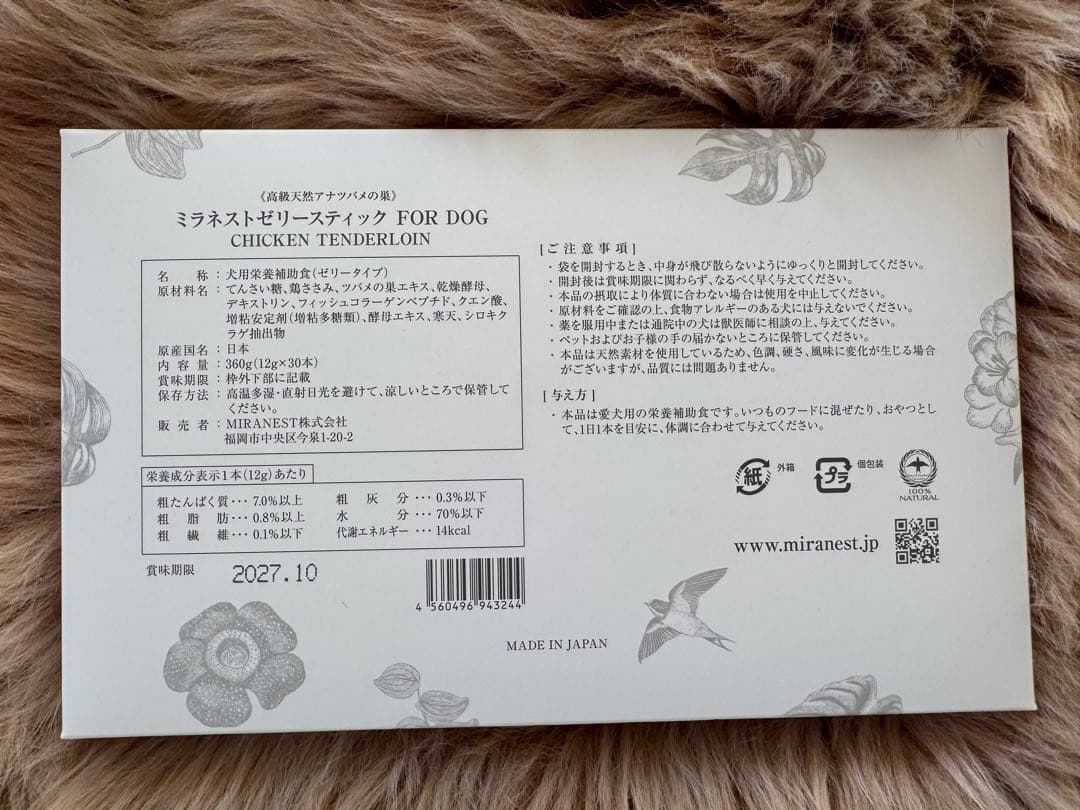 《高級天然アナツバメの巣》
ミラネストゼリースティック FOR DOG
CHICKEN TENDERLOIN
名称：犬用栄養補助食(ゼリータイプ)
原材料名：てんさい糖、鶏ささみ、ツバメの巣エキス、乾燥酵母、
デキストリン、フィッシュコラーゲンペプチド、クエン酸、
増粘安定剤(増粘多糖類)、酵母エキス、寒天、シロキク
ラゲ抽出物
原産国名：日本
内容量：360g(12g×30本)
賞味期限：枠外下部に記載
保存方法：高温多湿・直射日光を避けて、涼しいところで保管して
ください。
販売者：MIRANEST株式会社
福岡市中央区今泉1-20-2
栄養成分表示1本(12g)あたり
粗たんぱく質･･･7.0%以上 粗灰分･･･0.3%以下
粗脂肪･･･0.8%以上 水分･･･70%以下
粗繊維･･･0.1%以下 代謝エネルギー･･･14kcal
賞味期限 2027.10
4 560496 943244
[ご注意事項]
・袋を開封するとき、中身が飛び散らないようにゆっくりと開封してください。
・開封後は賞味期限に関わらず、なるべく早く与えてください。
・本品の摂取により体質に合わない場合は使用を中止してください。
・原材料をご確認の上、食物アレルギーのある犬には与えないでください。
・薬を服用中または通院中の犬は獣医師に相談の上、与えてください。
・ペットおよびお子様の手の届かないところに保管してください。
・本品は天然素材を使用しているため、色調、硬さ、風味に変化が生じる場合
がございますが、品質には問題ありません。
[与え方]
・本品は愛犬用の栄養補助食です。いつものフードに混ぜたり、おやつとし
て、1日1本を目安に、体調に合わせて与えてください。
紙 外箱 プラ 個包装
100%
NATURAL
www.miranest.jp
MADE IN JAPAN